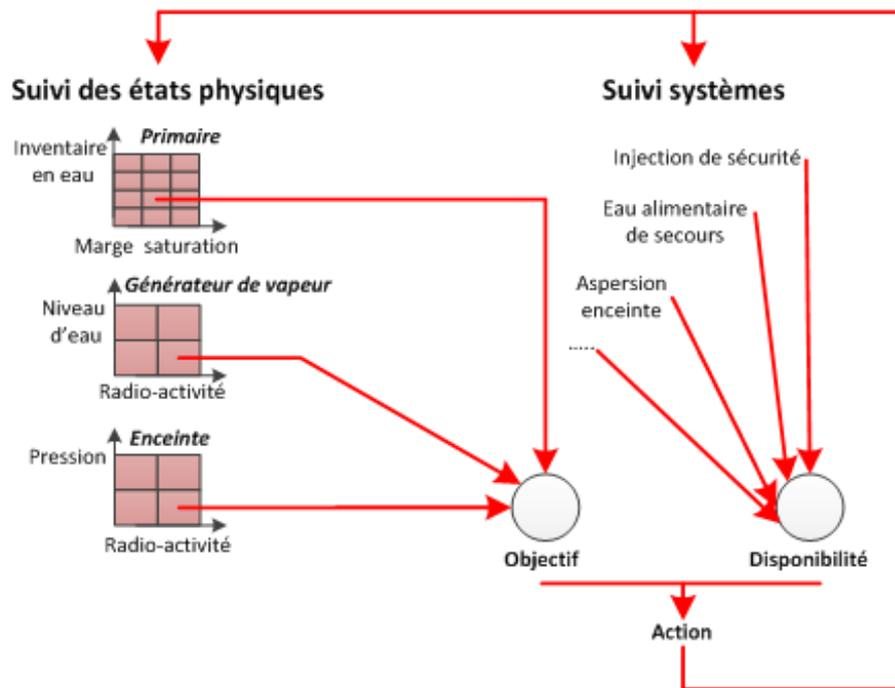 Suivi des états physiques
Primaire
Inventaire
en eau
Marge saturation
Générateur de vapeur
Niveau
d'eau
Radio-activité
Enceinte
Pression
Radio-activité
Objectif
Suivi systèmes
Injection de sécurité
Eau alimentaire
de secours
Aspersion
enceinte
.....
Disponibilité
Action